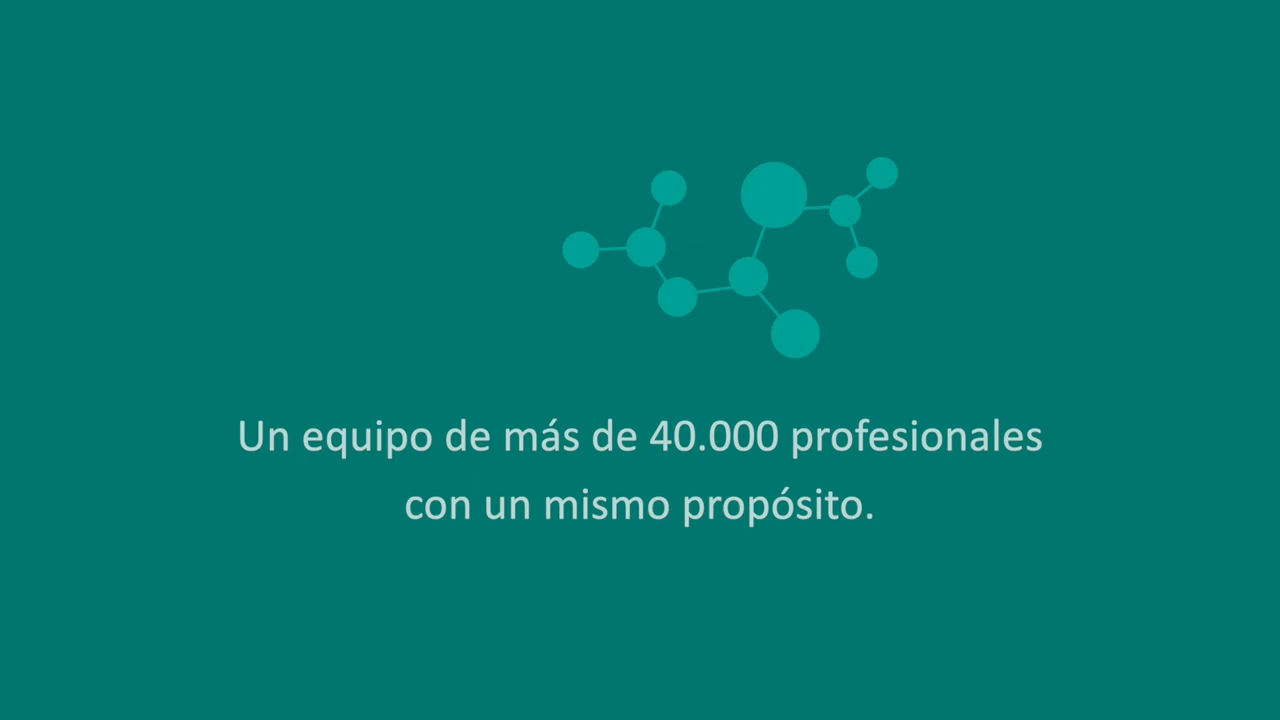 Un equipo de más de 40.000 profesionales
con un mismo propósito.